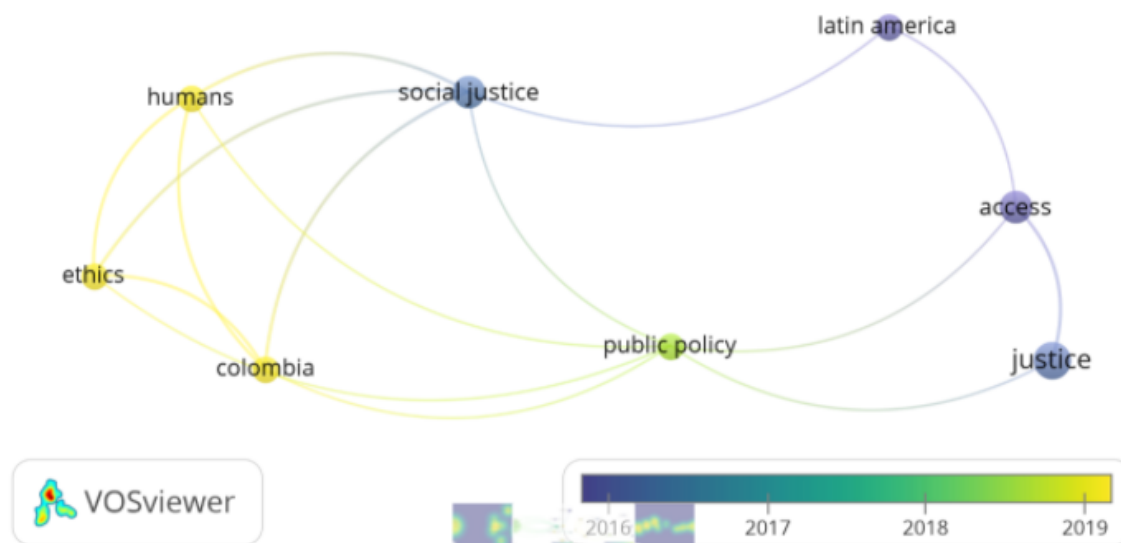 latin america
humans
social justice
access
ethics
public policy
justice
colombia
VOSviewer
2016 2017 2018 2019